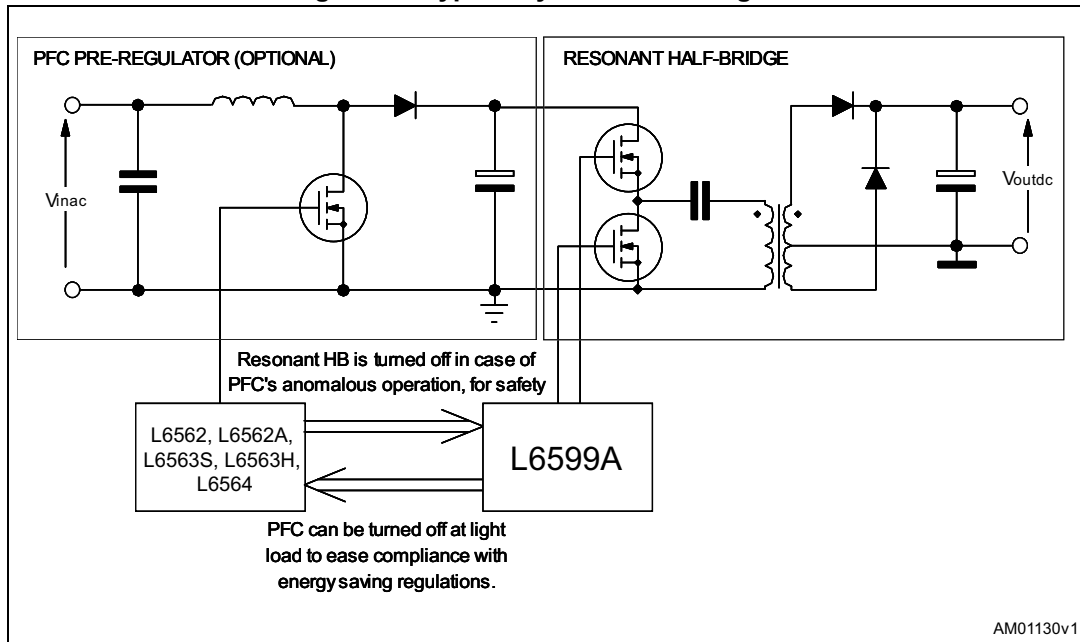 PFC PRE-REGULATOR (OPTIONAL)
RESONANT HALF-BRIDGE
Vinac
Voutdc
Resonant HB is turned off in case of
PFC's anomalous operation, for safety
L6562, L6562A,
L6563S, L6563H,
L6564
L6599A
PFC can be turned off at light
load to ease compliance with
energy saving regulations.
AM01130v1